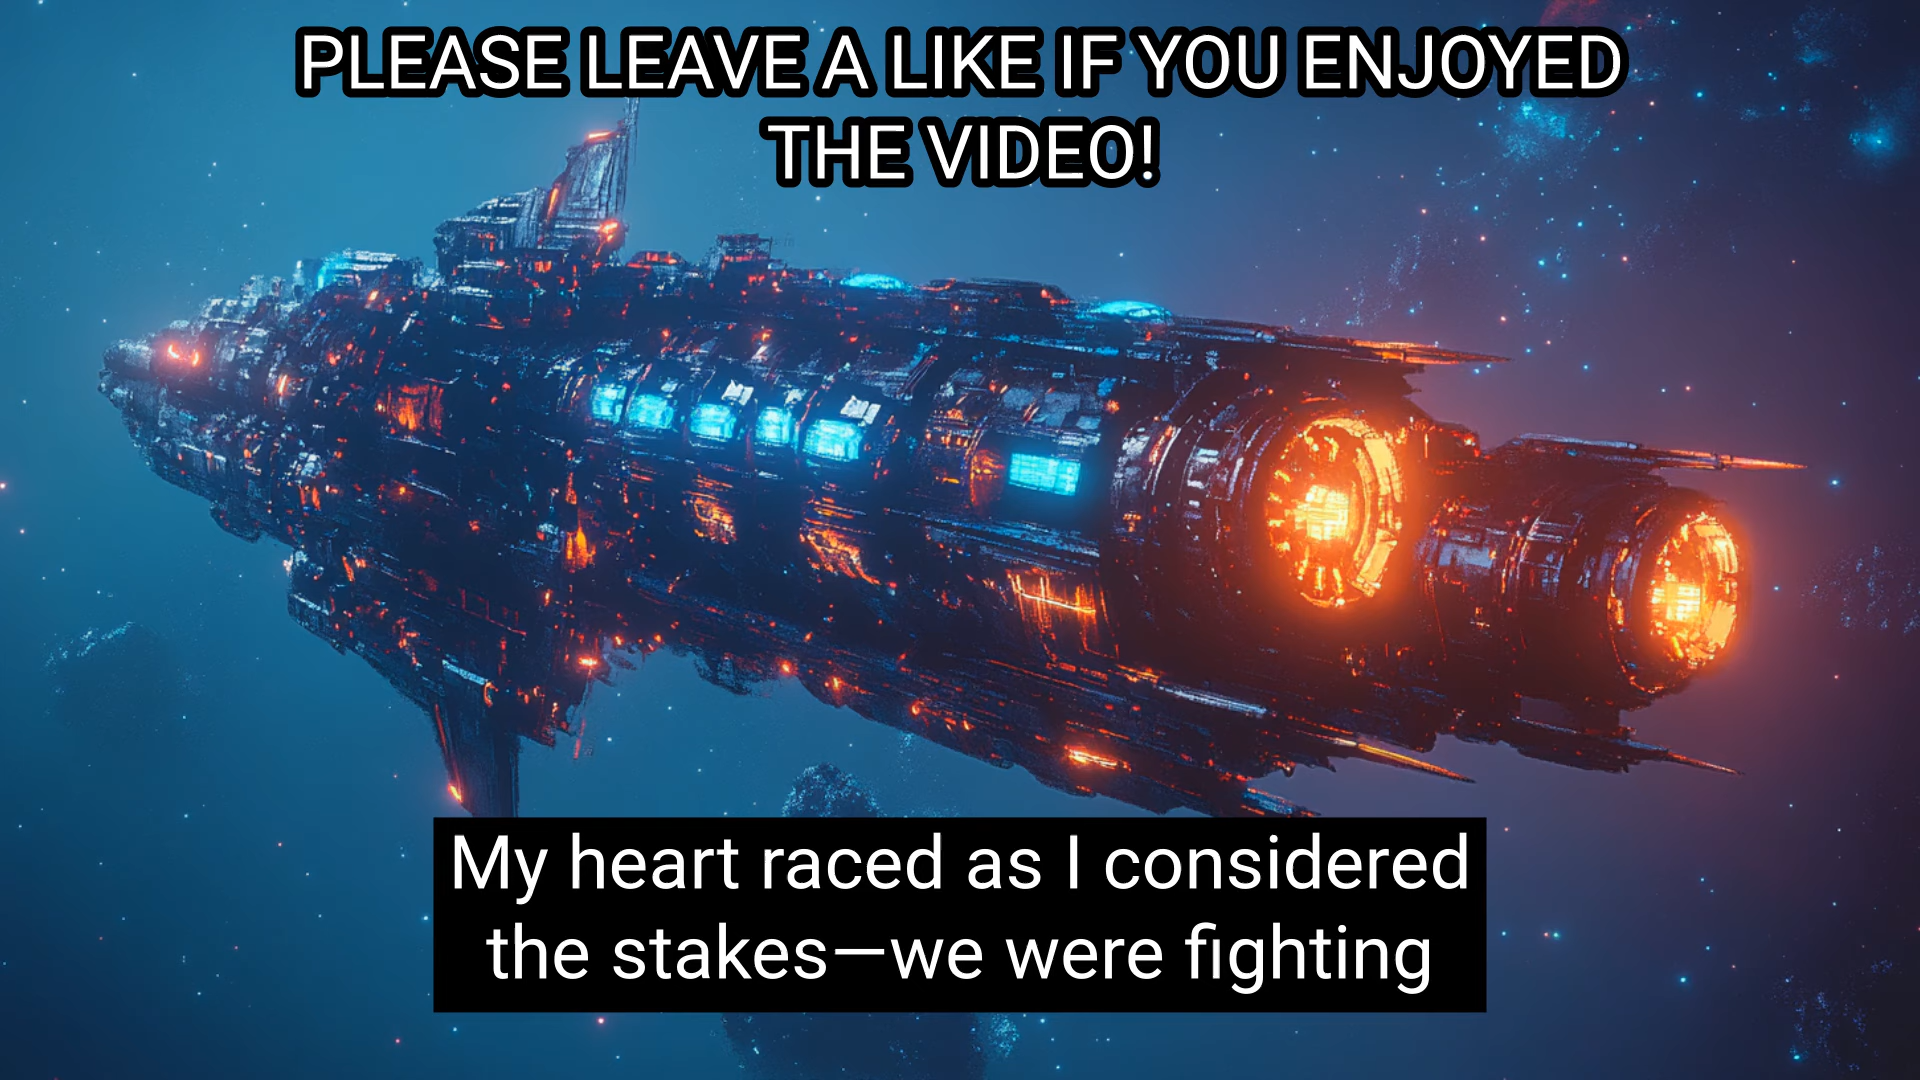 PLEASE LEAVE A LIKE IF YOU ENJOYED
THE VIDEO!
My heart raced as I considered
the stakes—we were fighting